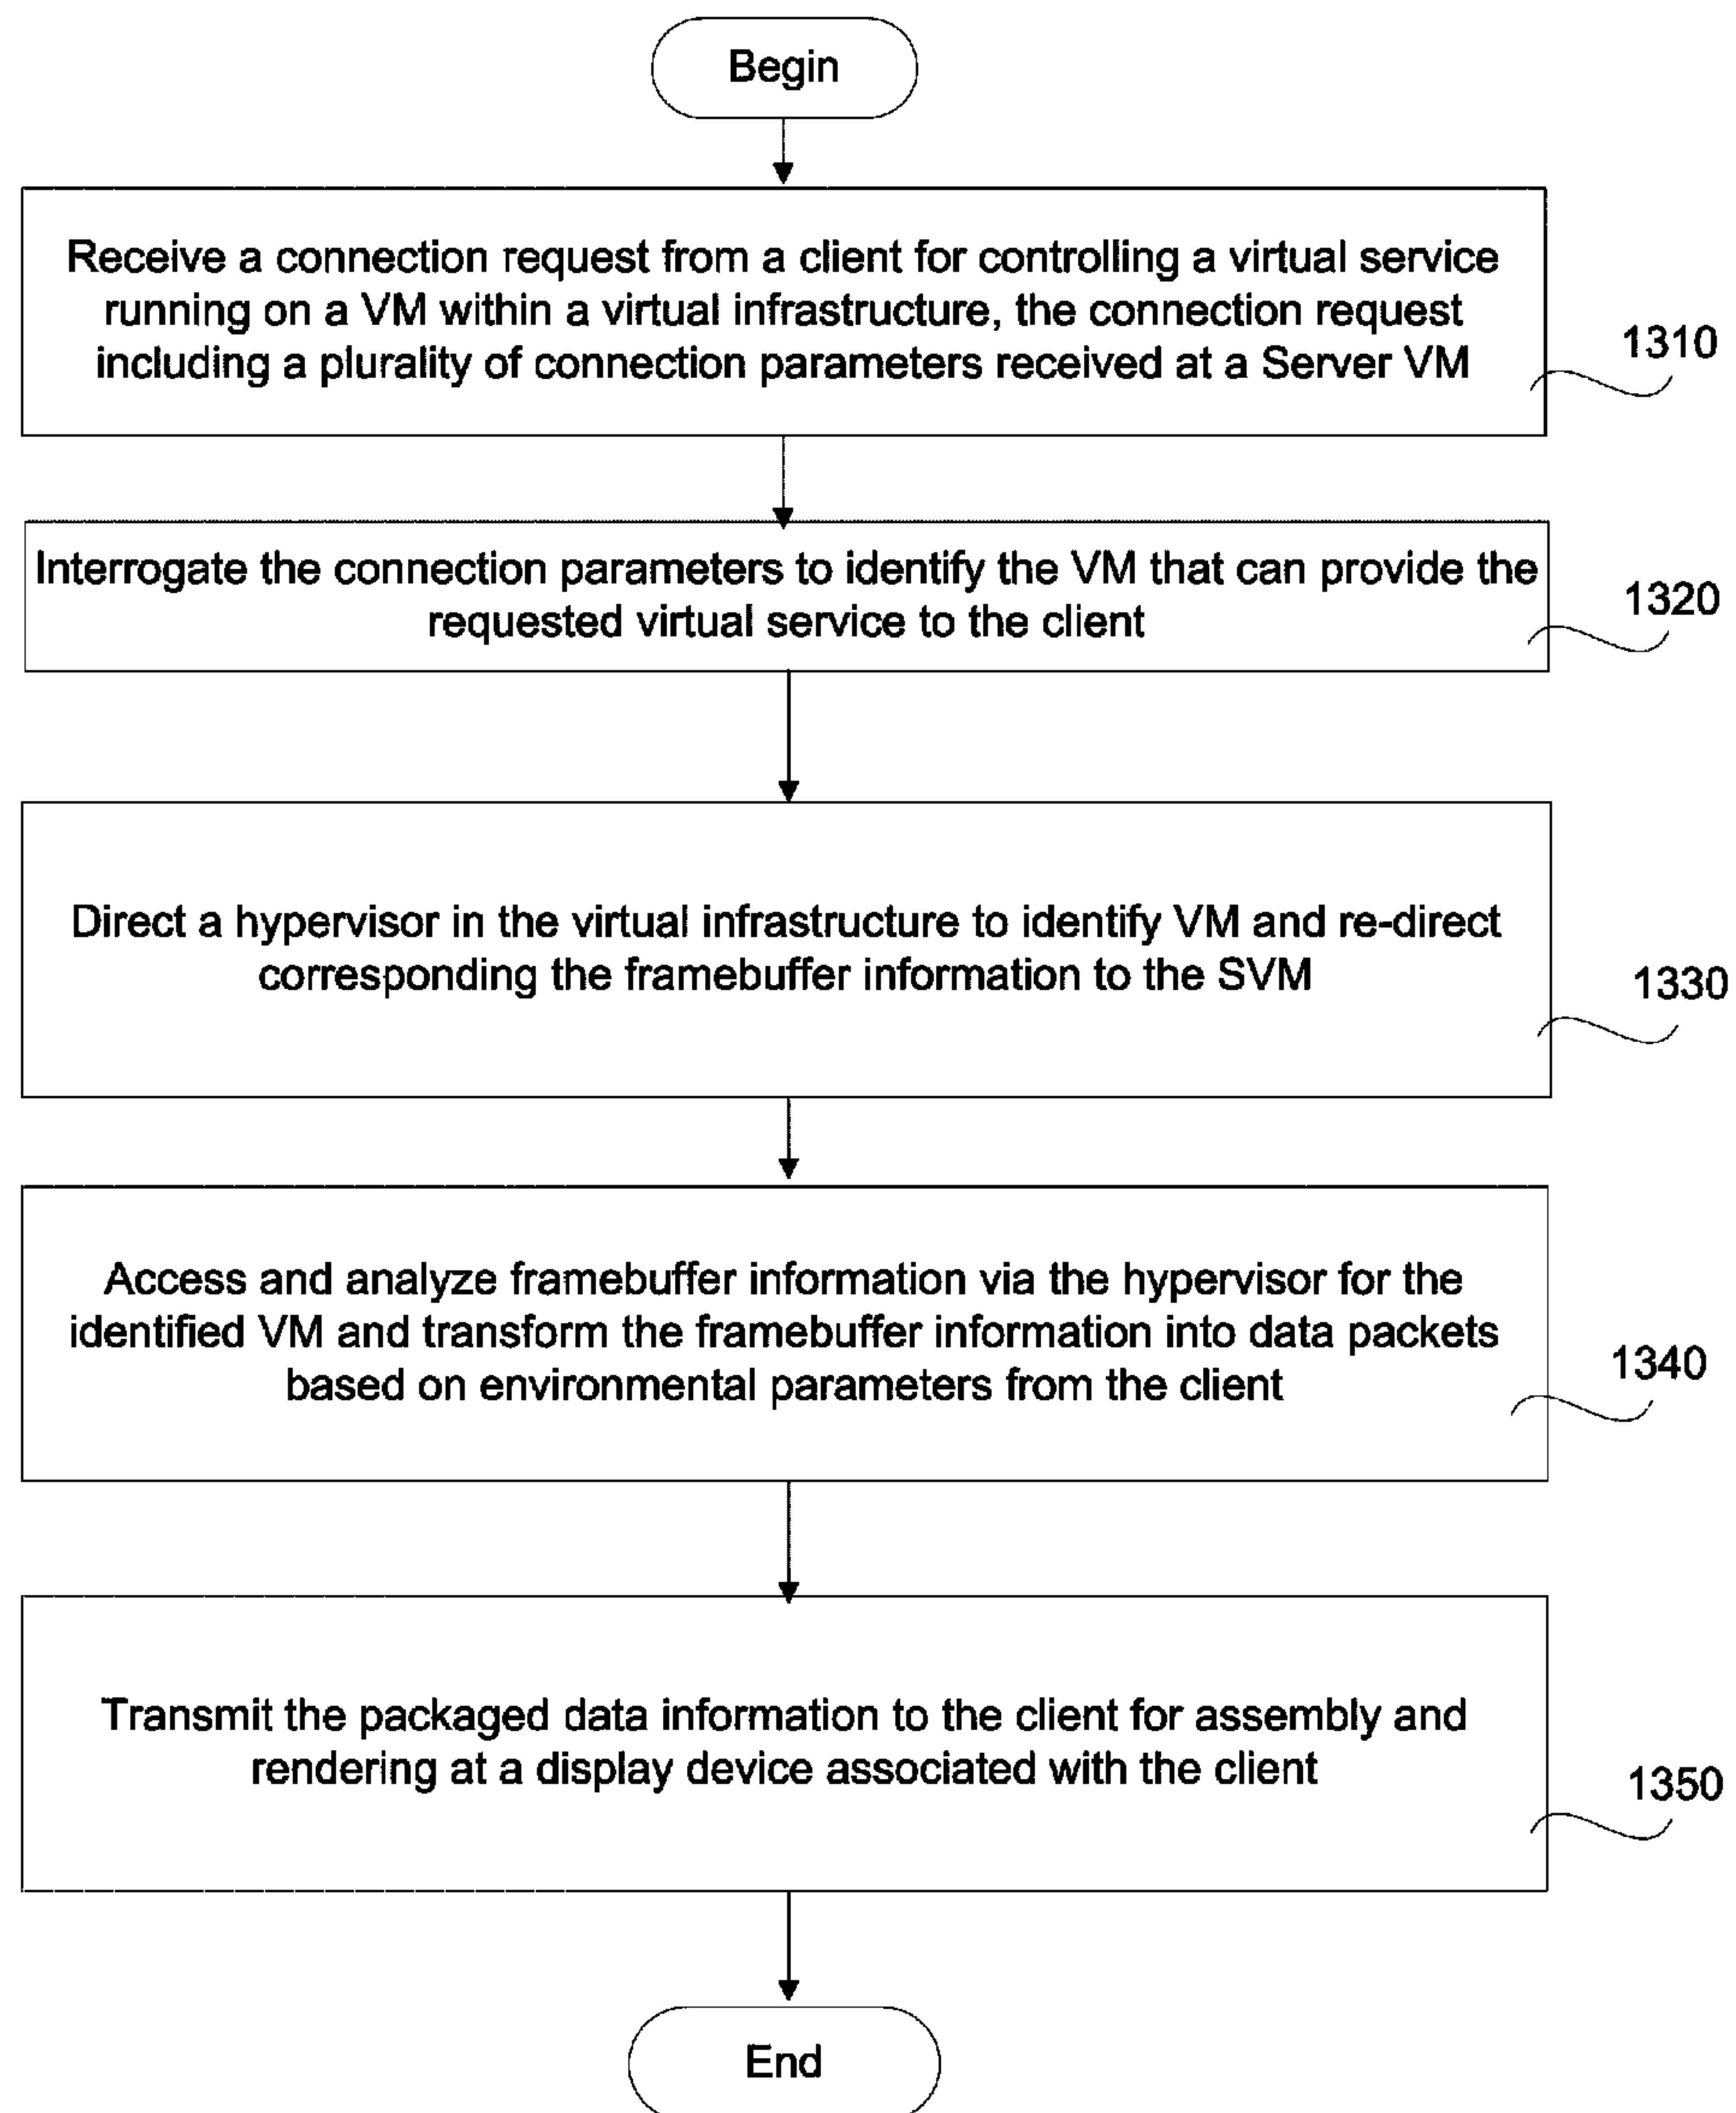 Begin
Receive a connection request from a client for controlling a virtual service
running on a VM within a virtual infrastructure, the connection request
including a plurality of connection parameters received at a Server VM
1310
Interrogate the connection parameters to identify the VM that can provide the
requested virtual service to the client
1320
Direct a hypervisor in the virtual infrastructure to identify VM and re-direct
corresponding the framebuffer information to the SVM
1330
Access and analyze framebuffer information via the hypervisor for the
identified VM and transform the framebuffer information into data packets
based on environmental parameters from the client
1340
Transmit the packaged data information to the client for assembly and
rendering at a display device associated with the client
1350
End